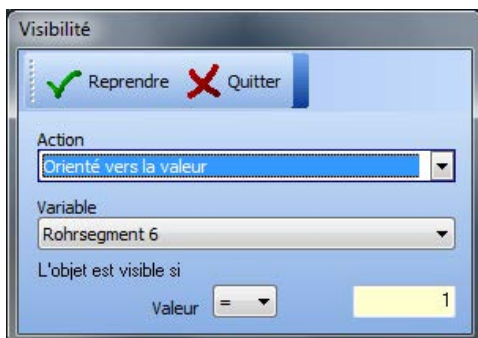 Visibilité
Reprendre Quitter
Action
Orienté vers la valeur
Variable
Rohrsegment 6
L'objet est visible si
Valeur = 1